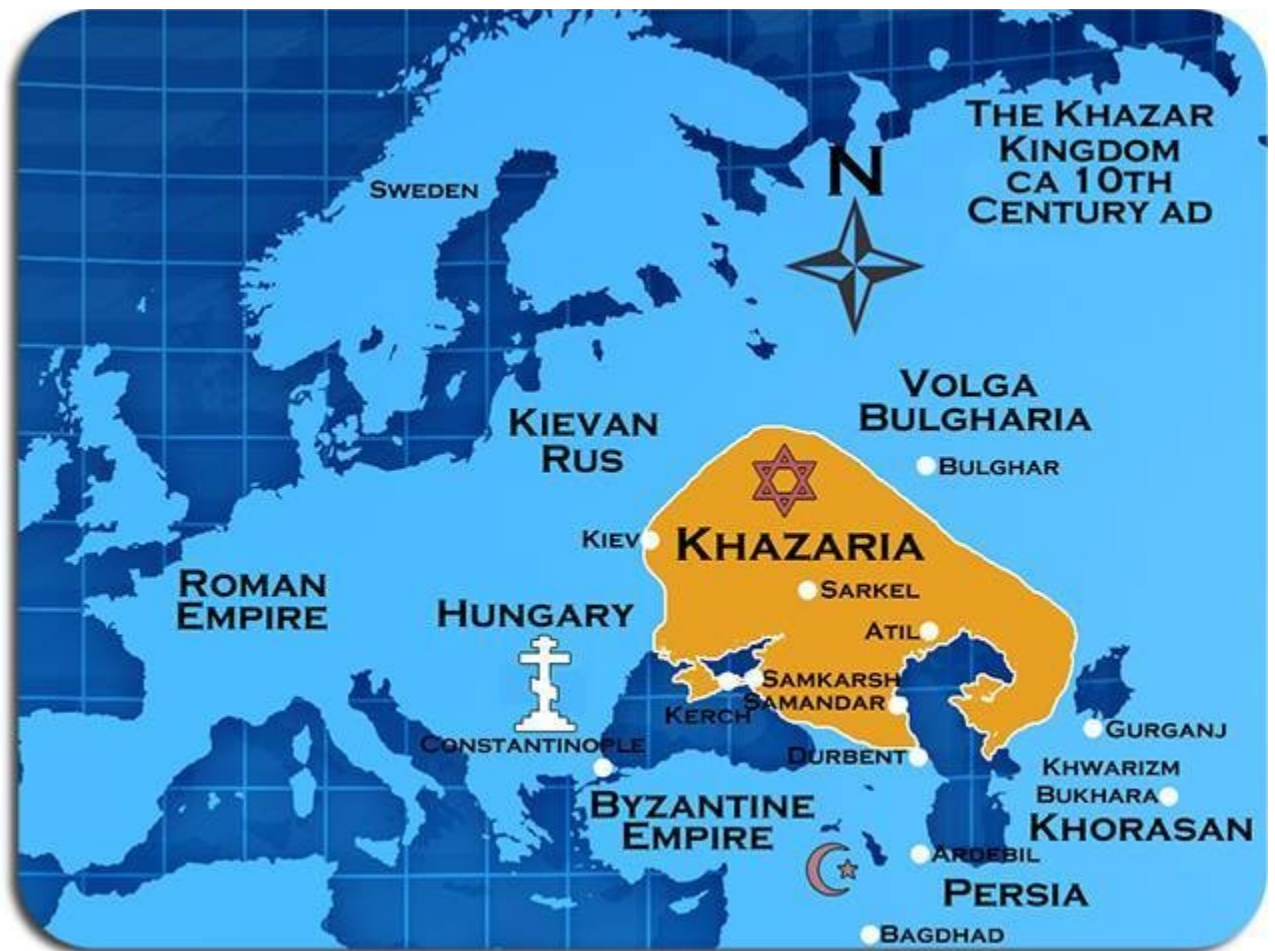 THE KHAZAR
KINGDOM
CA 10TH
CENTURY AD
N
SWEDEN
VOLGA
BULGHARIA
KIEVAN
RUS
BULGHAR
KIEV
KHAZARIA
ROMAN
EMPIRE
SARKEL
HUNGARY
ATIL
SAMKARSH
SAMANDAR
KERCH
GURGANJ
CONSTANTINOPLE
DURBENT
KHWARIZM
BUKHARA
BYZANTINE
EMPIRE
KHORASAN
ARDEBIL
PERSIA
BAGDHAD